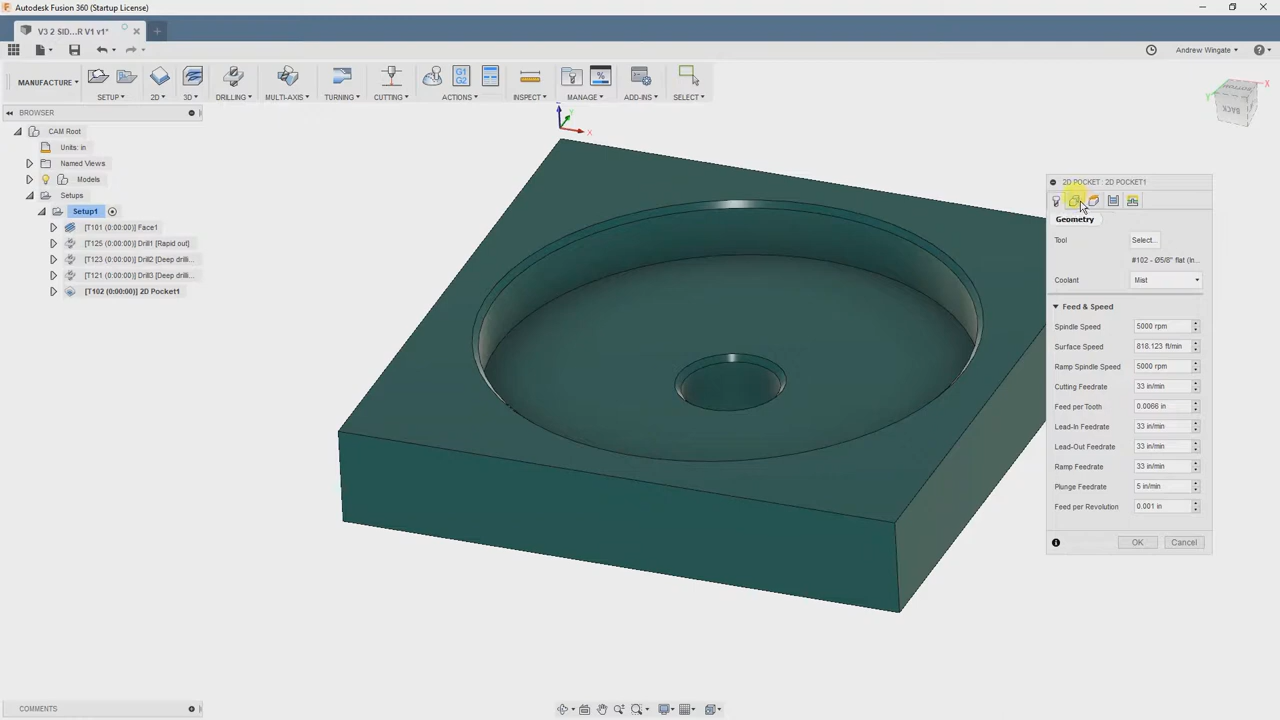 Autodesk Fusion 360 (Startup License)
V3 2 SID...R V1 v1*
Andrew Wingate
MANUFACTURE
SETUP
2D
3D
DRILLING
MULTI-AXIS
TURNING
CUTTING
ACTIONS
INSPECT
MANAGE
ADD-INS
SELECT
G1
G2
%
BROWSER
CAM Root
Units: in
Named Views
Models
Setups
Setup1
[T101 (0:00:00)] Face1
[T125 (0:00:00)] Drill1 [Rapid out]
[T123 (0:00:00)] Drill2 [Deep drilli...
[T121 (0:00:00)] Drill3 [Deep drilli...
[T102 (0:00:00)] 2D Pocket1
X
X
Y
BACK
2D POCKET : 2D POCKET1
Geometry
Tool
Select...
#102 - Ø5/8" flat (In...
Coolant
Mist
Feed & Speed
Spindle Speed
5000 rpm
Surface Speed
818.123 ft/min
Ramp Spindle Speed
5000 rpm
Cutting Feedrate
33 in/min
Feed per Tooth
0.0066 in
Lead-In Feedrate
33 in/min
Lead-Out Feedrate
33 in/min
Ramp Feedrate
33 in/min
Plunge Feedrate
5 in/min
Feed per Revolution
0.001 in
OK
Cancel
COMMENTS